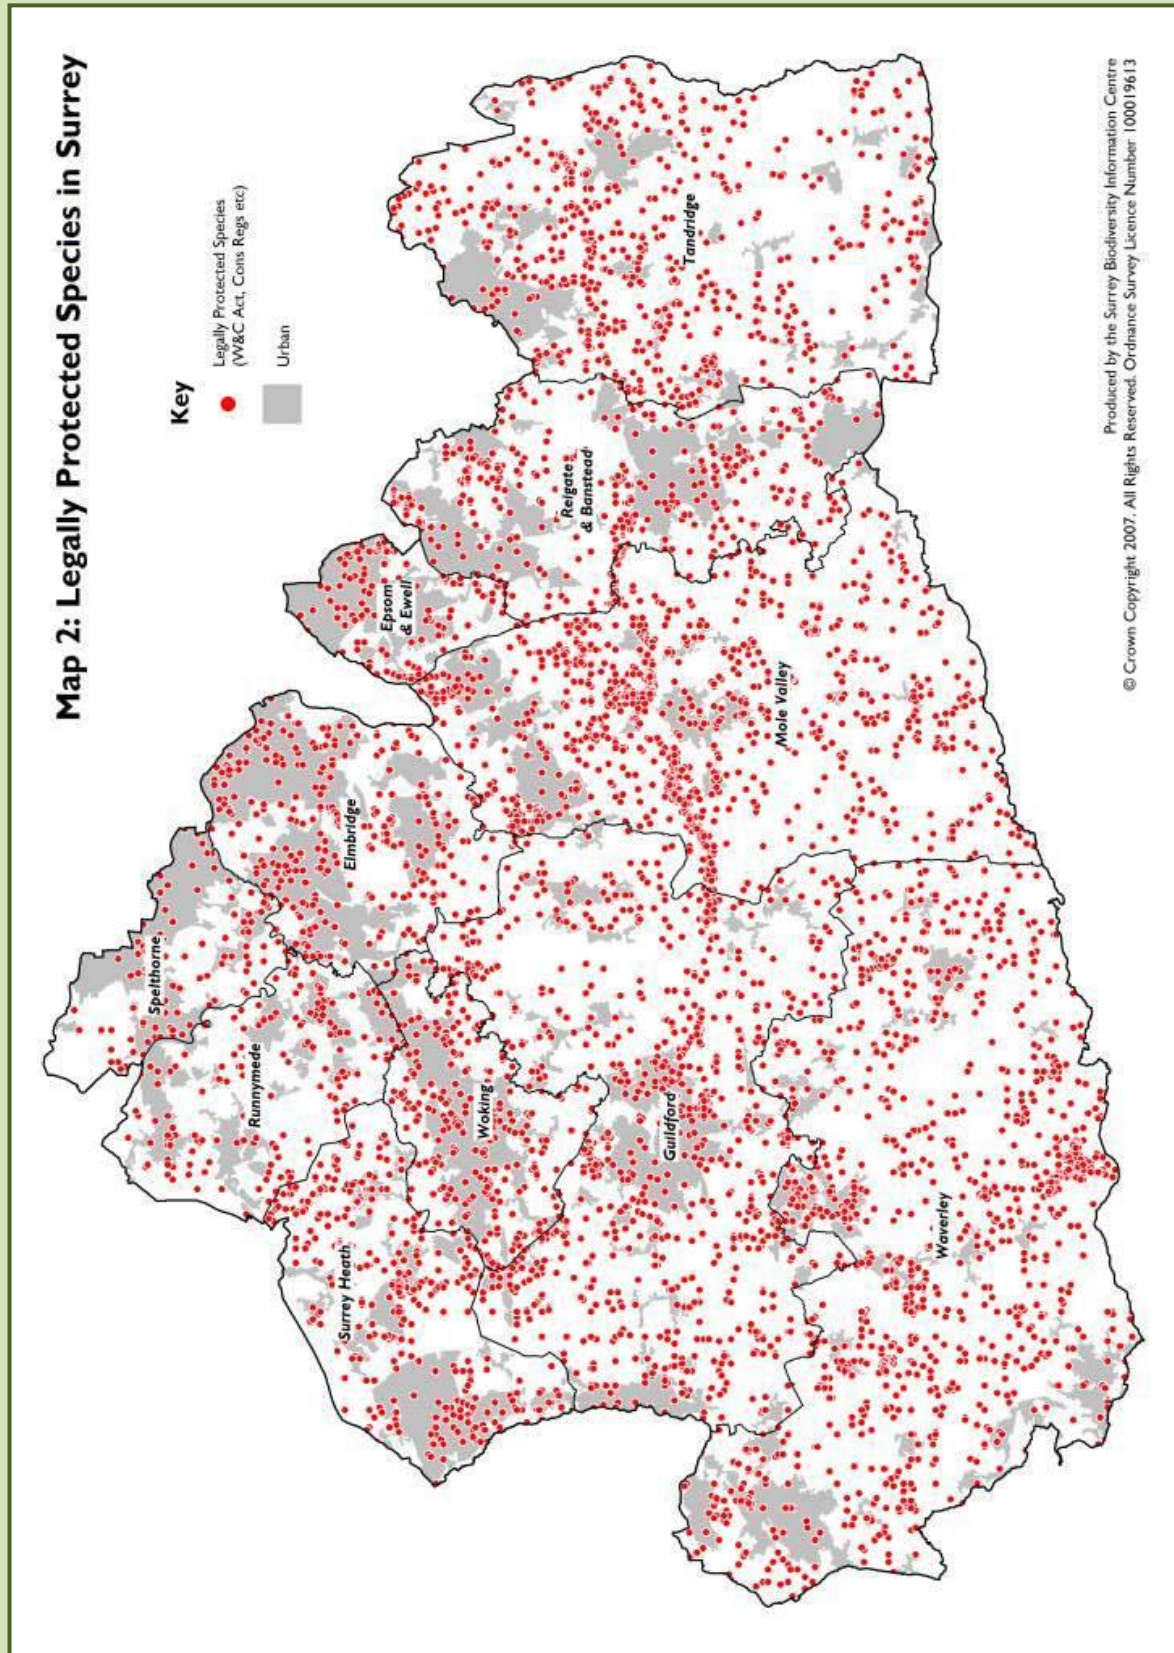 Map 2: Legally Protected Species in Surrey
Key
Legally Protected Species
(W&C Act, Cons Regs etc)
Urban
Spelthorne
Runnymede
Elmbridge
Epsom
& Ewell
Surrey Heath
Woking
Reigate
& Banstead
Tandridge
Guildford
Mole Valley
Waverley
Produced by the Surrey Biodiversity Information Centre
© Crown Copyright 2007. All Rights Reserved. Ordnance Survey Licence Number 100019613